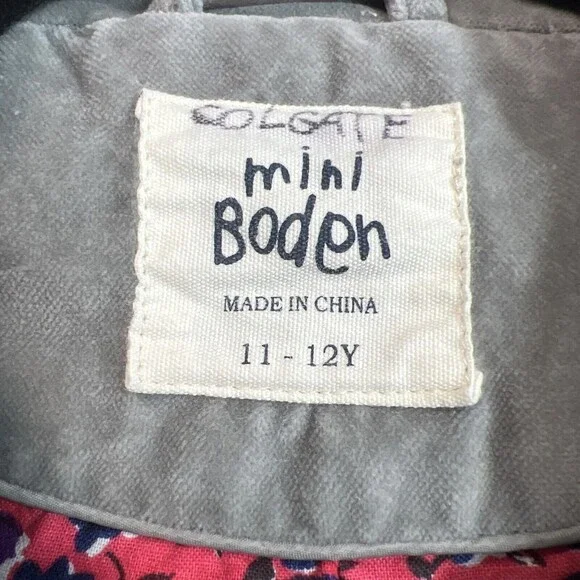 COLGATE
mini
Boden
MADE IN CHINA
11 - 12Y